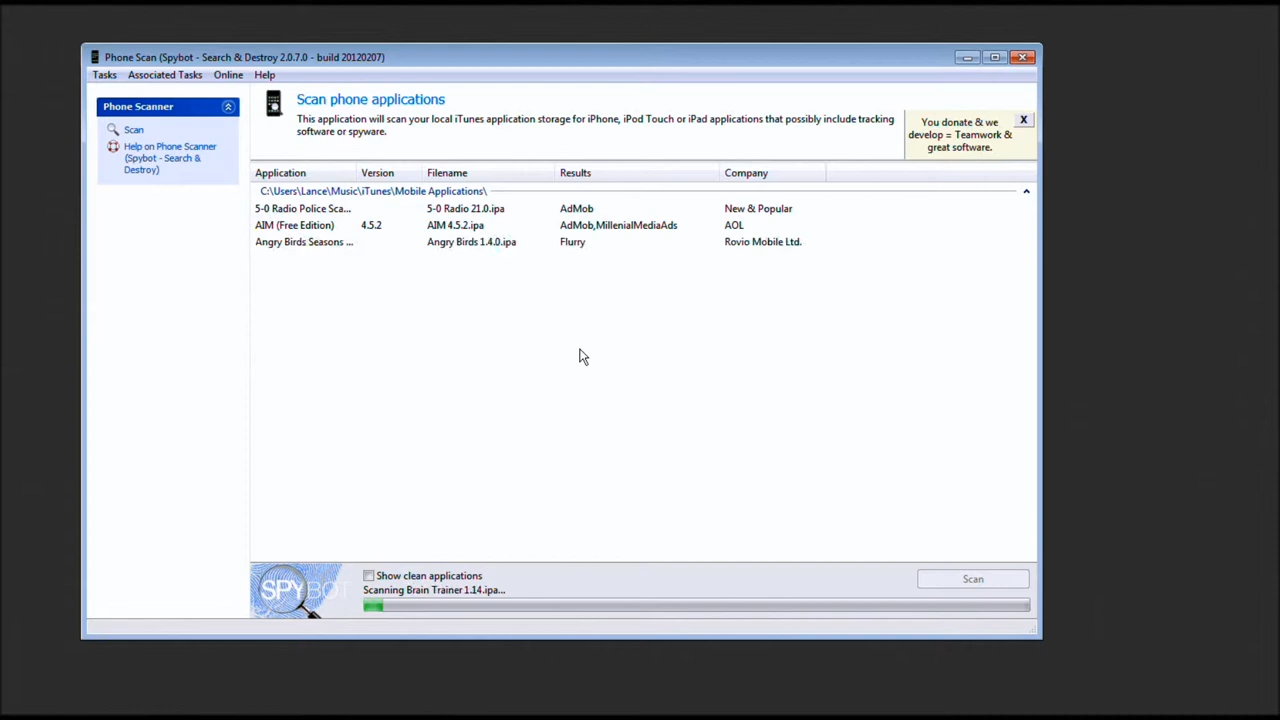 Phone Scan (Spybot - Search & Destroy 2.0.7.0 - build 20120207)
Tasks Associated Tasks Online Help
Phone Scanner
Scan
Help on Phone Scanner
(Spybot - Search &
Destroy)
Scan phone applications
This application will scan your local iTunes application storage for iPhone, iPod Touch or iPad applications that possibly include tracking
software or spyware.
You donate & we
develop = Teamwork &
great software.
X
Application Version Filename Results Company
C:\Users\Lance\Music\iTunes\Mobile Applications\
5-0 Radio Police Sca... 5-0 Radio 21.0.ipa AdMob New & Popular
AIM (Free Edition) 4.5.2 AIM 4.5.2.ipa AdMob,MillenialMediaAds AOL
Angry Birds Seasons ... Angry Birds 1.4.0.ipa Flurry Rovio Mobile Ltd.
SPYBOT
Show clean applications
Scanning Brain Trainer 1.14.ipa...
Scan